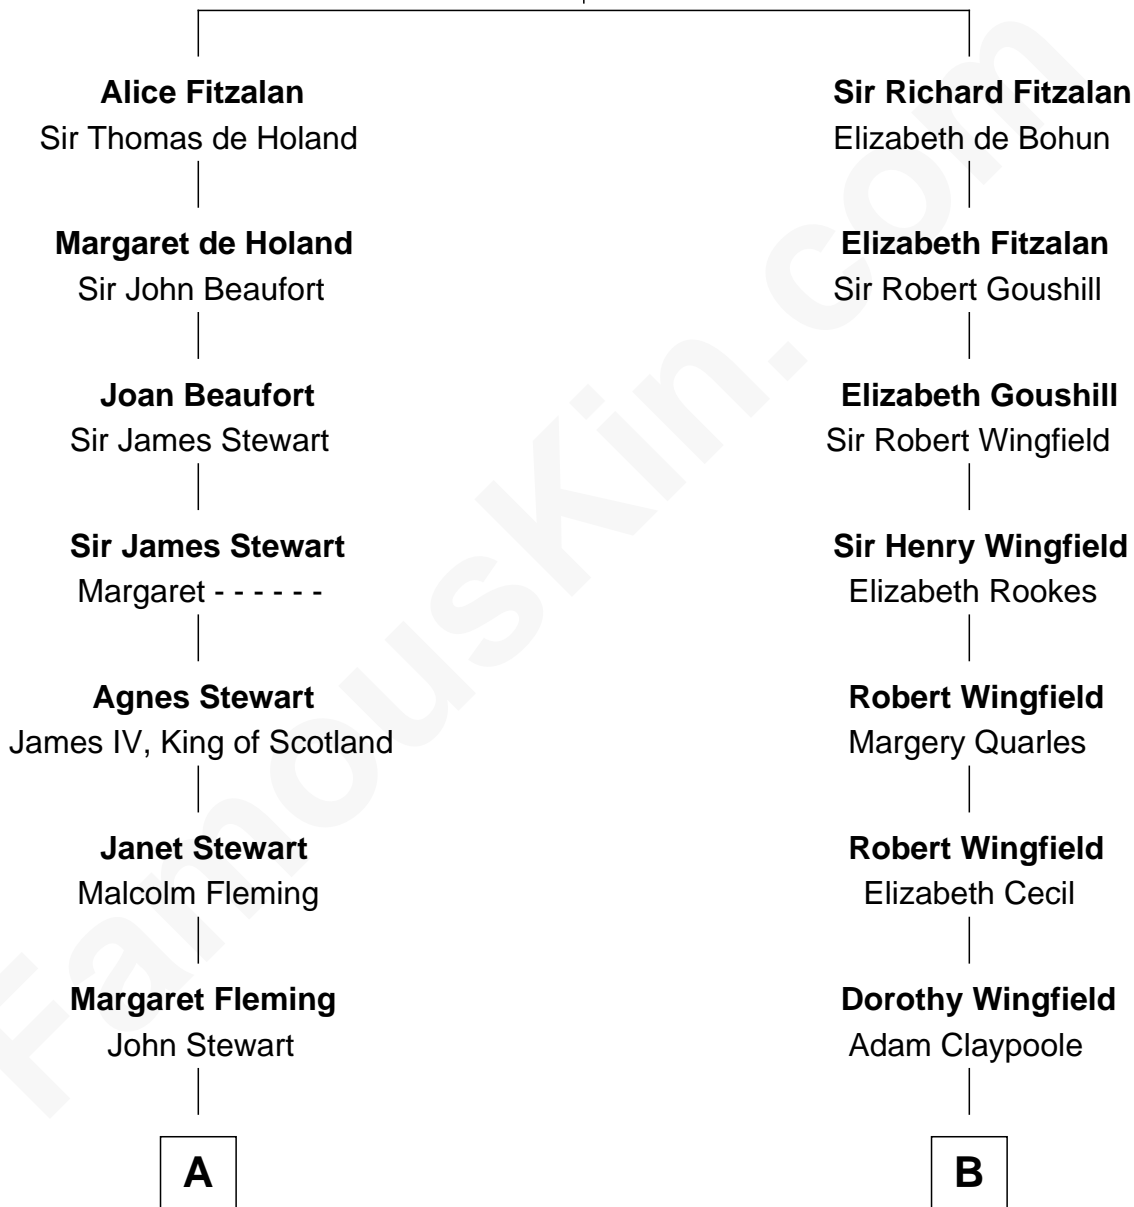 Alice Fitzalan
Sir Thomas de Holand
Margaret de Holand
Sir John Beaufort
Joan Beaufort
Sir James Stewart
Sir James Stewart
Margaret - - - - - -
Agnes Stewart
James IV, King of Scotland
Janet Stewart
Malcolm Fleming
Margaret Fleming
John Stewart
A
Sir Richard Fitzalan
Elizabeth de Bohun
Elizabeth Fitzalan
Sir Robert Goushill
Elizabeth Goushill
Sir Robert Wingfield
Sir Henry Wingfield
Elizabeth Rookes
Robert Wingfield
Margery Quarles
Robert Wingfield
Elizabeth Cecil
Dorothy Wingfield
Adam Claypoole
B
FamousKin.com